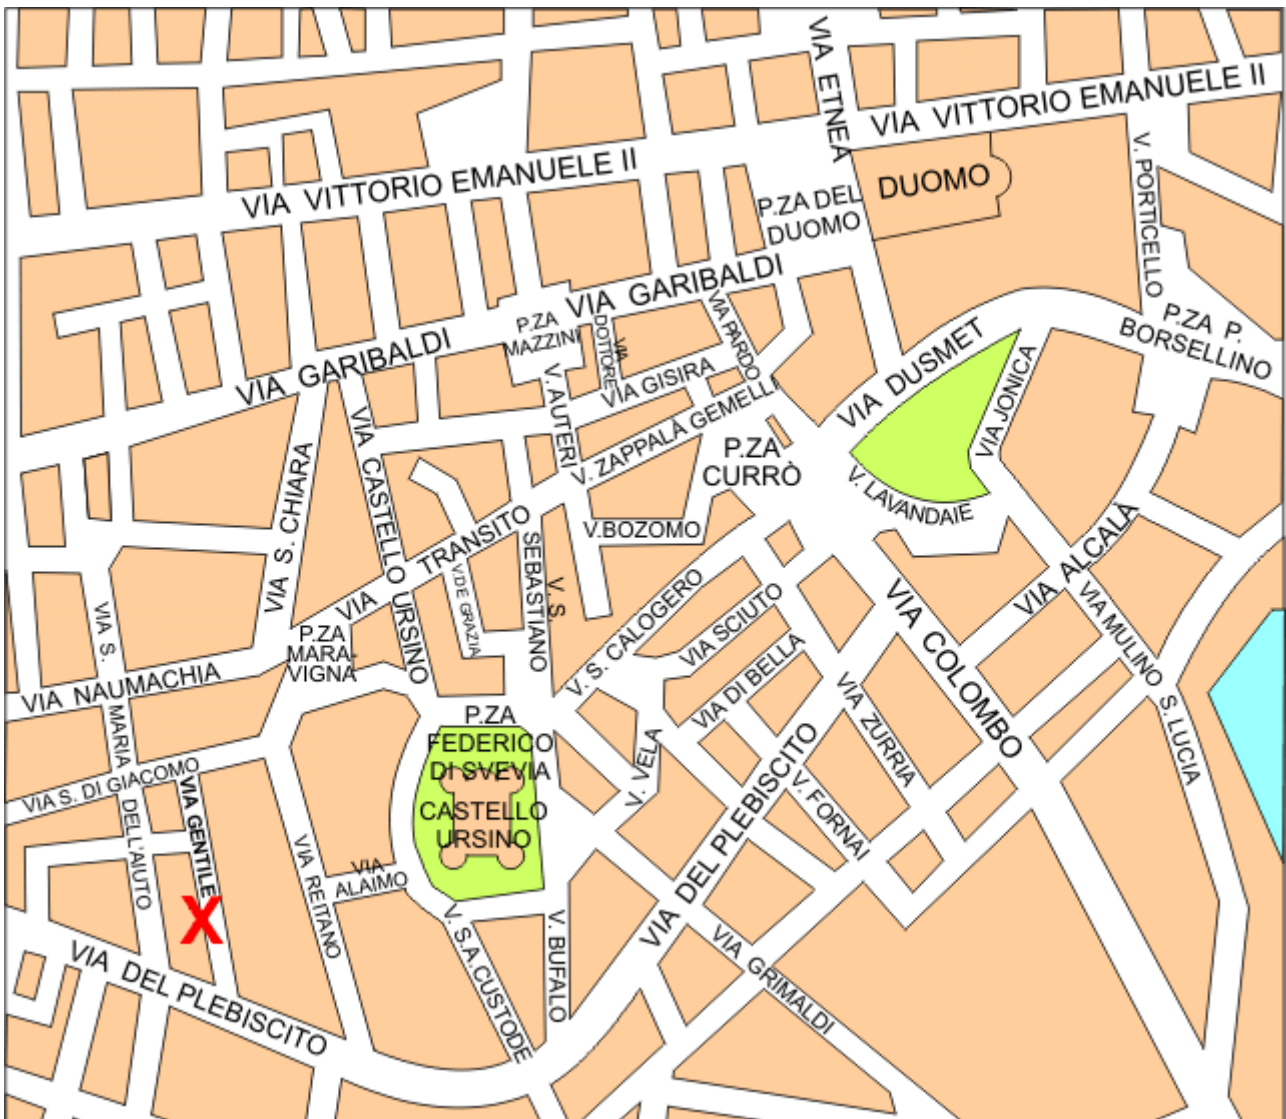 VIA ETNEA
VIA VITTORIO EMANUELE II
VIA VITTORIO EMANUELE II
DUOMO
P.ZA DEL
DUOMO
V. PORTICELLO
VIA GARIBALDI
P.ZA P.
BORSELLINO
P.ZA
MAZZINI
VIA
DOTTORE
VIA PARDO
VIA DUSMET
VIA GARIBALDI
VIA GISIRA
V. AUTERI
V. ZAPPALÀ GEMELLI
VIA JONICA
P.ZA
CURRÒ
V. LAVANDAIE
VIA S. CHIARA
VIA CASTELLO URSINO
VIA TRANSITO
V.BOZOMO
V. S.
SEBASTIANO
V.DE GRAZIA
VIA ALCALÀ
V. S. CALOGERO
VIA SCIUTO
VIA DI BELLA
VIA COLOMBO
VIA MULINO S. LUCIA
P.ZA
MARA-
VIGNA
VIA NAUMACHIA
VIA S. MARIA DELL'AIUTO
VIA S. DI GIACOMO
VIA GENTILE
X
P.ZA
FEDERICO
DI SVEVIA
CASTELLO
URSINO
V. VELA
VIA ZURRIA
V. FORNAI
VIA DEL PLEBISCITO
VIA REITANO
VIA
ALAIMO
V. S.A.CUSTODE
V. BUFALO
VIA GRIMALDI
VIA DEL PLEBISCITO